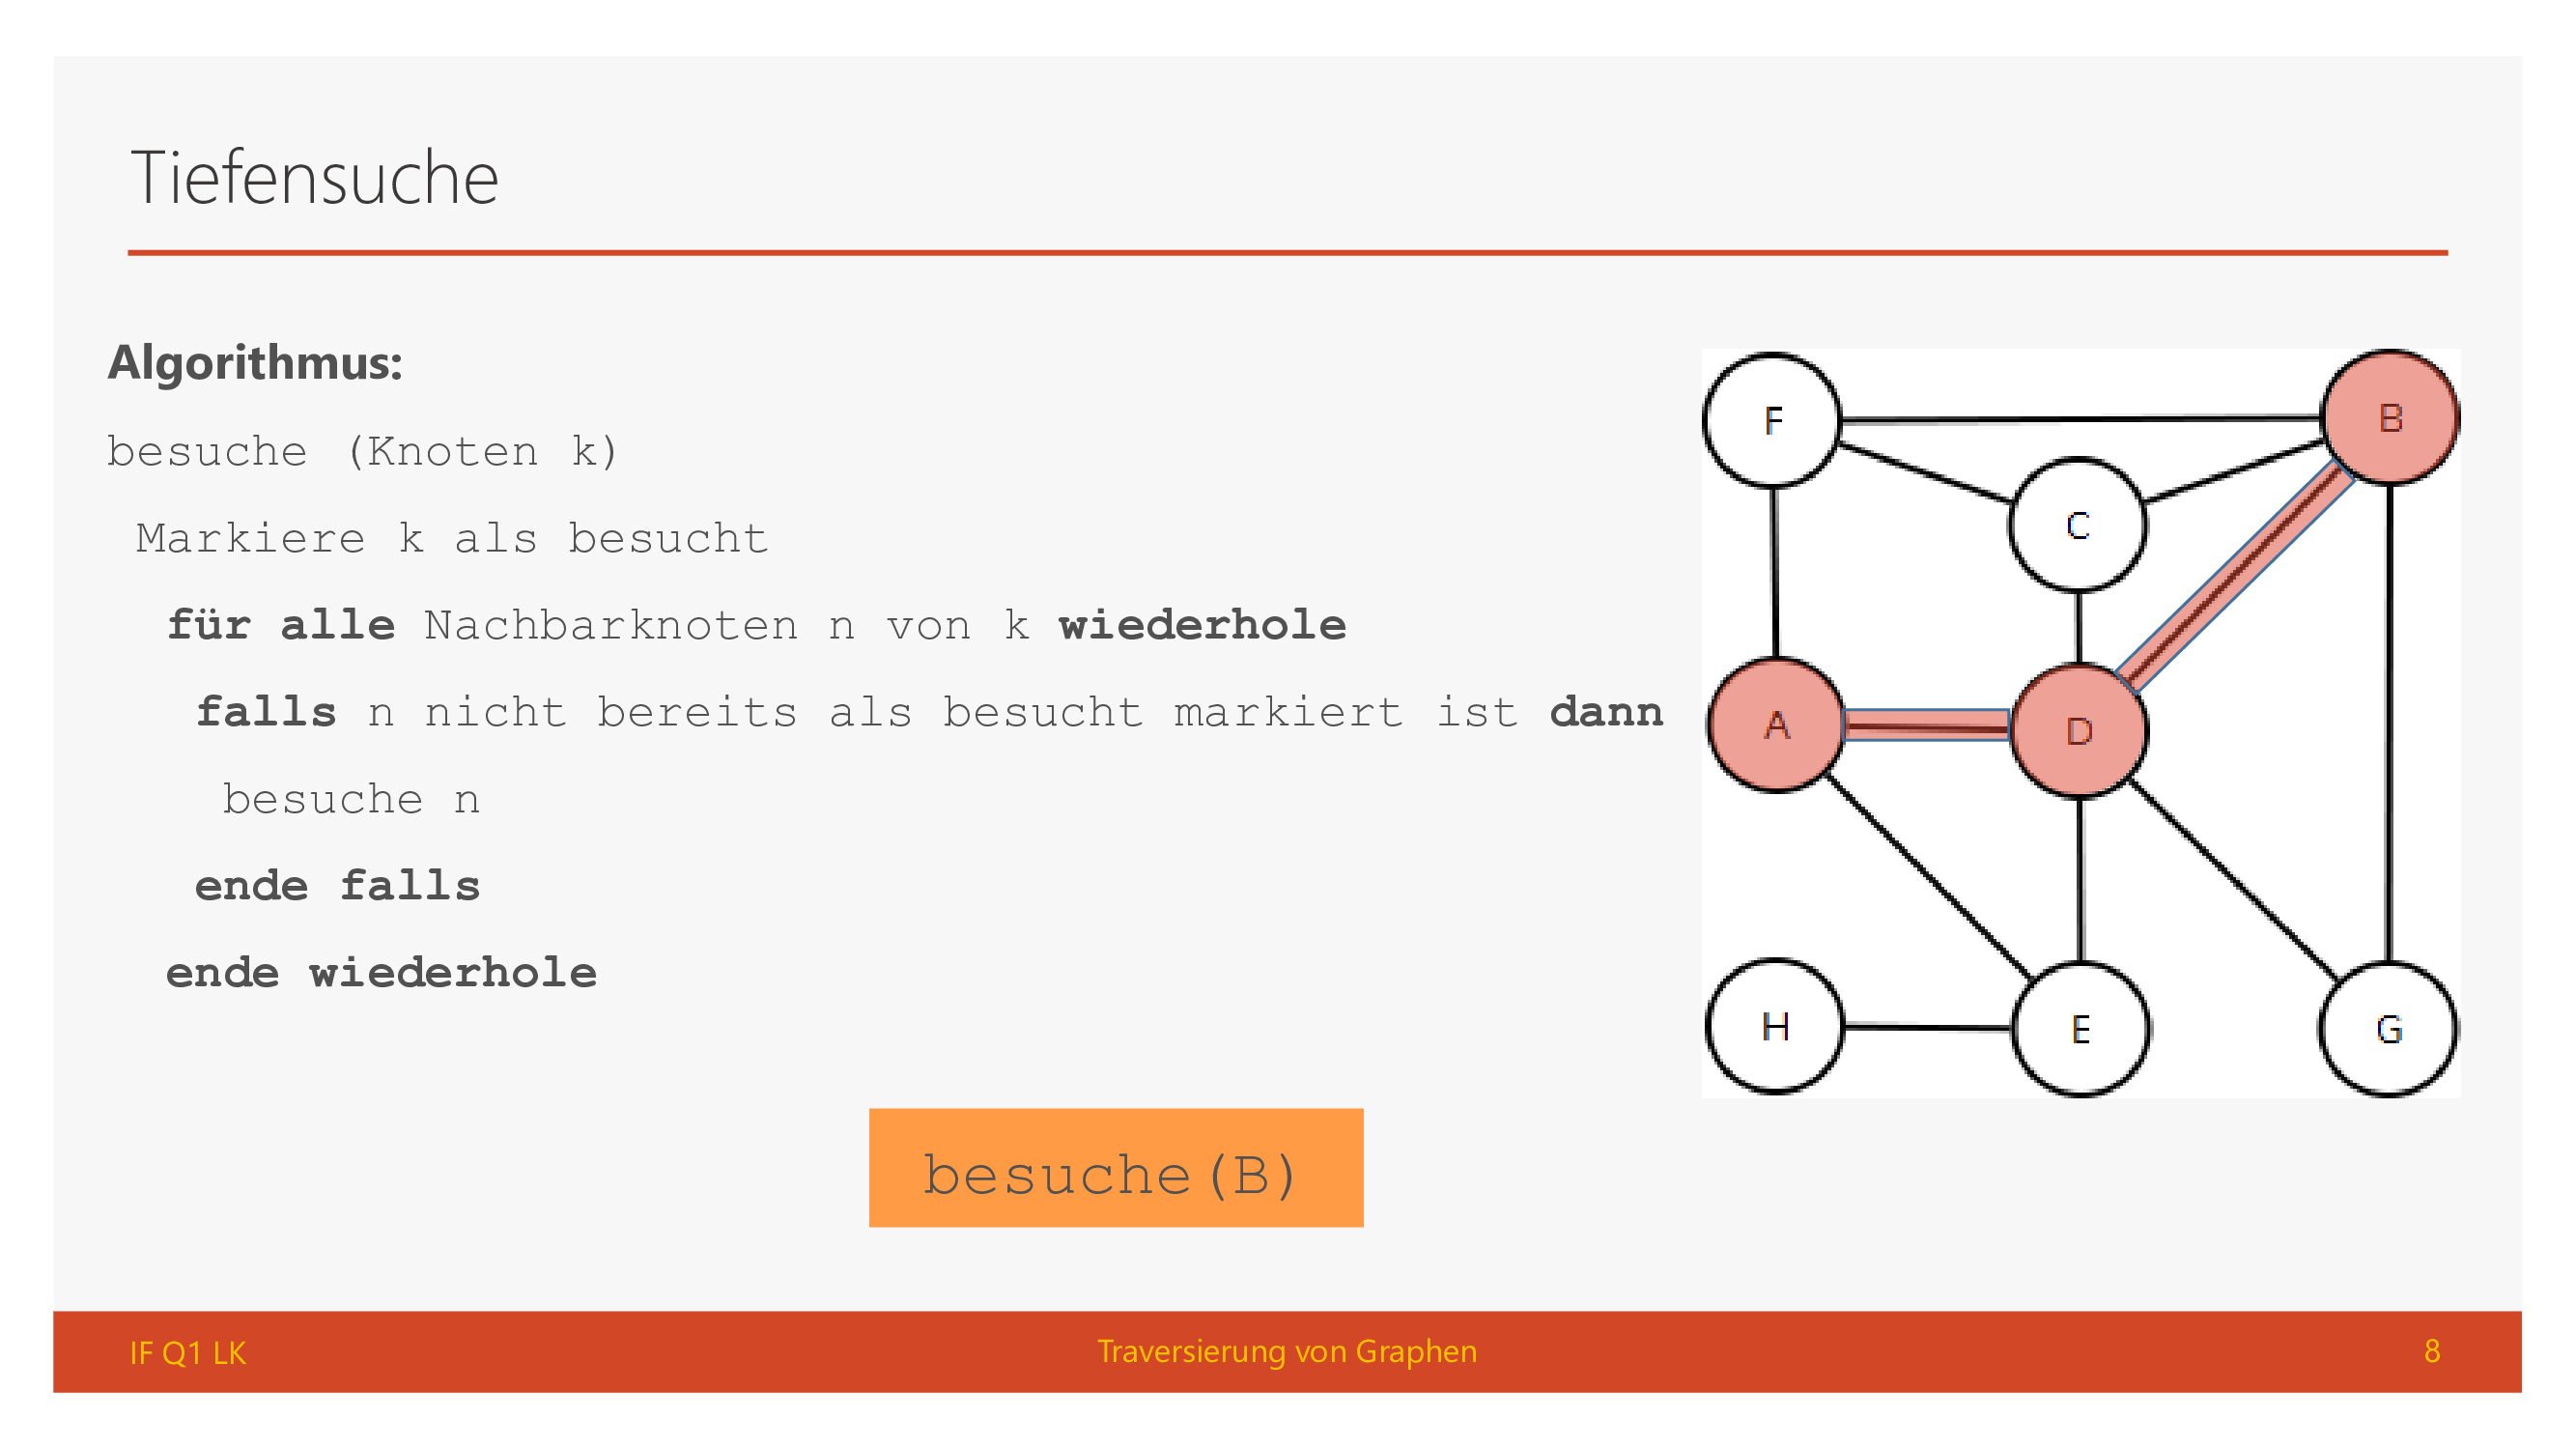 Tiefensuche
Algorithmus:
besuche (Knoten k)
Markiere k als besucht
für alle Nachbarknoten n von k wiederhole
falls n nicht bereits als besucht markiert ist dann
besuche n
ende falls
ende wiederhole
F
B
C
A
D
H
E
G
besuche(B)
IF Q1 LK
Traversierung von Graphen
8